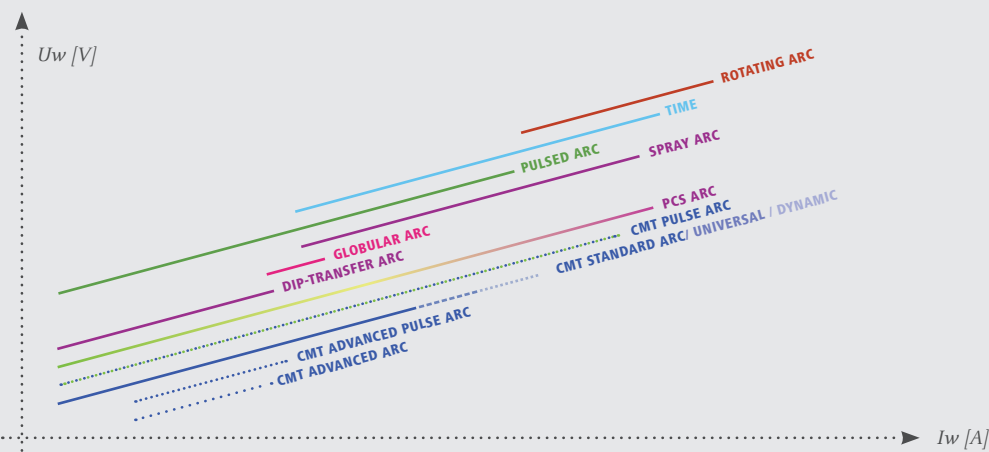 Uw [V]
ROTATING ARC
TIME
SPRAY ARC
PULSED ARC
PCS ARC
CMT PULSE ARC
CMT STANDARD ARC/ UNIVERSAL / DYNAMIC
GLOBULAR ARC
DIP-TRANSFER ARC
CMT ADVANCED PULSE ARC
CMT ADVANCED ARC
Iw [A]